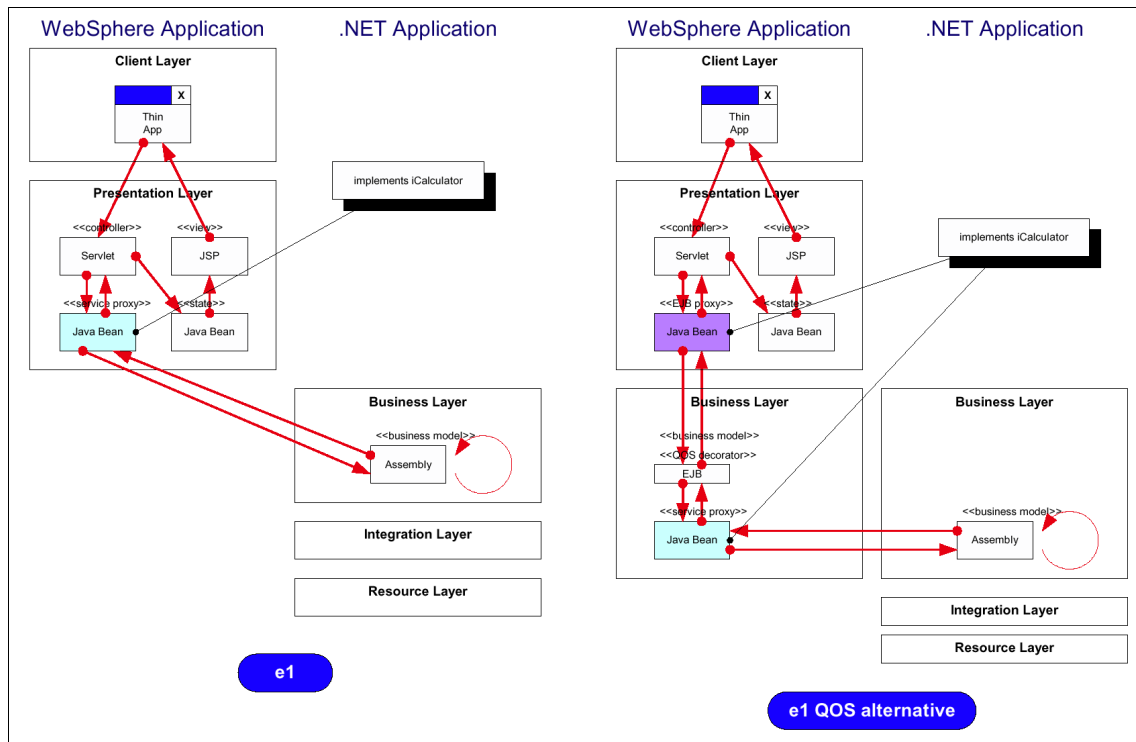 WebSphere Application
.NET Application
Client Layer
X
Thin
App
implements iCalculator
Presentation Layer
<<controller>>
<<view>>
Servlet
JSP
<<service proxy>>
<<state>>
Java Bean
Java Bean
Business Layer
<<business model>>
Assembly
Integration Layer
Resource Layer
e1
WebSphere Application
.NET Application
Client Layer
X
Thin
App
Presentation Layer
implements iCalculator
<<controller>>
<<view>>
Servlet
JSP
<<EJB proxy>>
<<state>>
Java Bean
Java Bean
Business Layer
<<business model>>
<<QOS decorator>>
EJB
<<service proxy>>
Java Bean
Business Layer
<<business model>>
Assembly
Integration Layer
Resource Layer
e1 QOS alternative